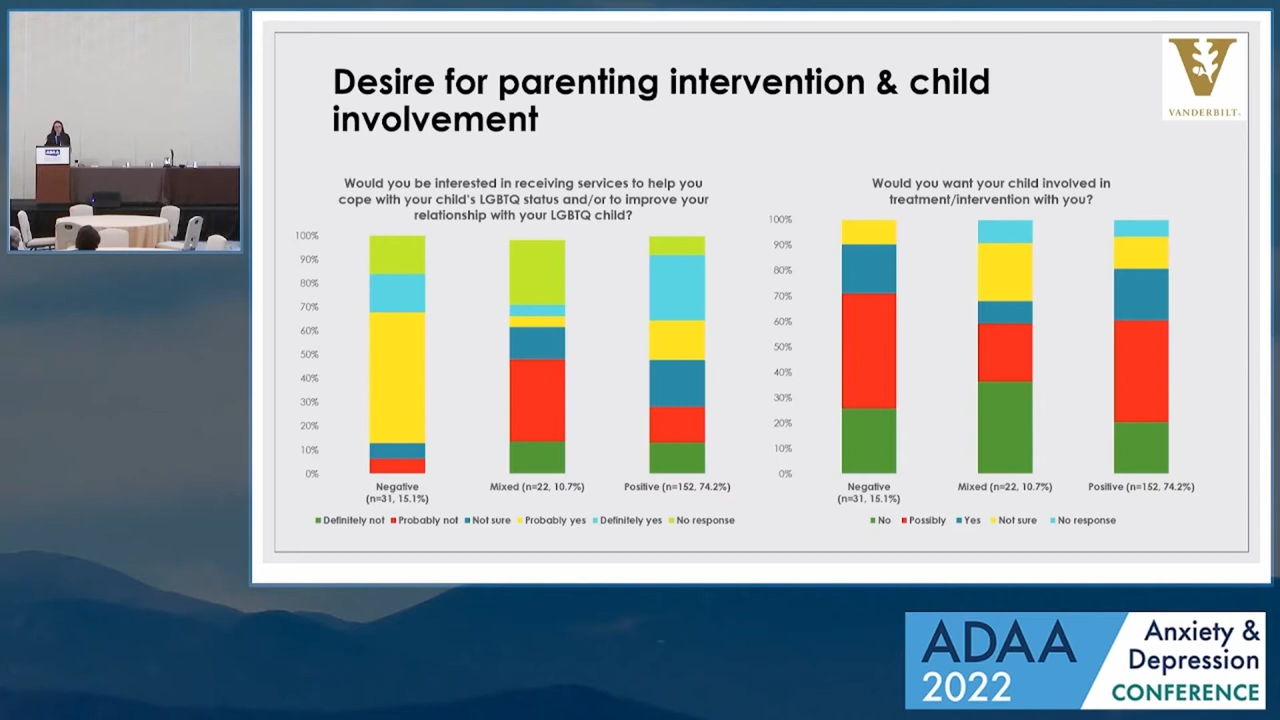 Desire for parenting intervention & child
involvement
VANDERBILT
Would you be interested in receiving services to help you
cope with your child's LGBTQ status and/or to improve your
relationship with your LGBTQ child?
100%
90%
80%
70%
60%
50%
40%
30%
20%
10%
0%
Negative
(n=31, 15.1%)
Mixed (n=22, 10.7%)
Positive (n=152, 74.2%)
Definitely not Probably not Not sure Probably yes Definitely yes No response
Would you want your child involved in
treatment/intervention with you?
100%
90%
80%
70%
60%
50%
40%
30%
20%
10%
0%
Negative
(n=31, 15.1%)
Mixed (n=22, 10.7%)
Positive (n=152, 74.2%)
No Possibly Yes Not sure No response
ADAA
ADAA
2022
Anxiety &
Depression
CONFERENCE